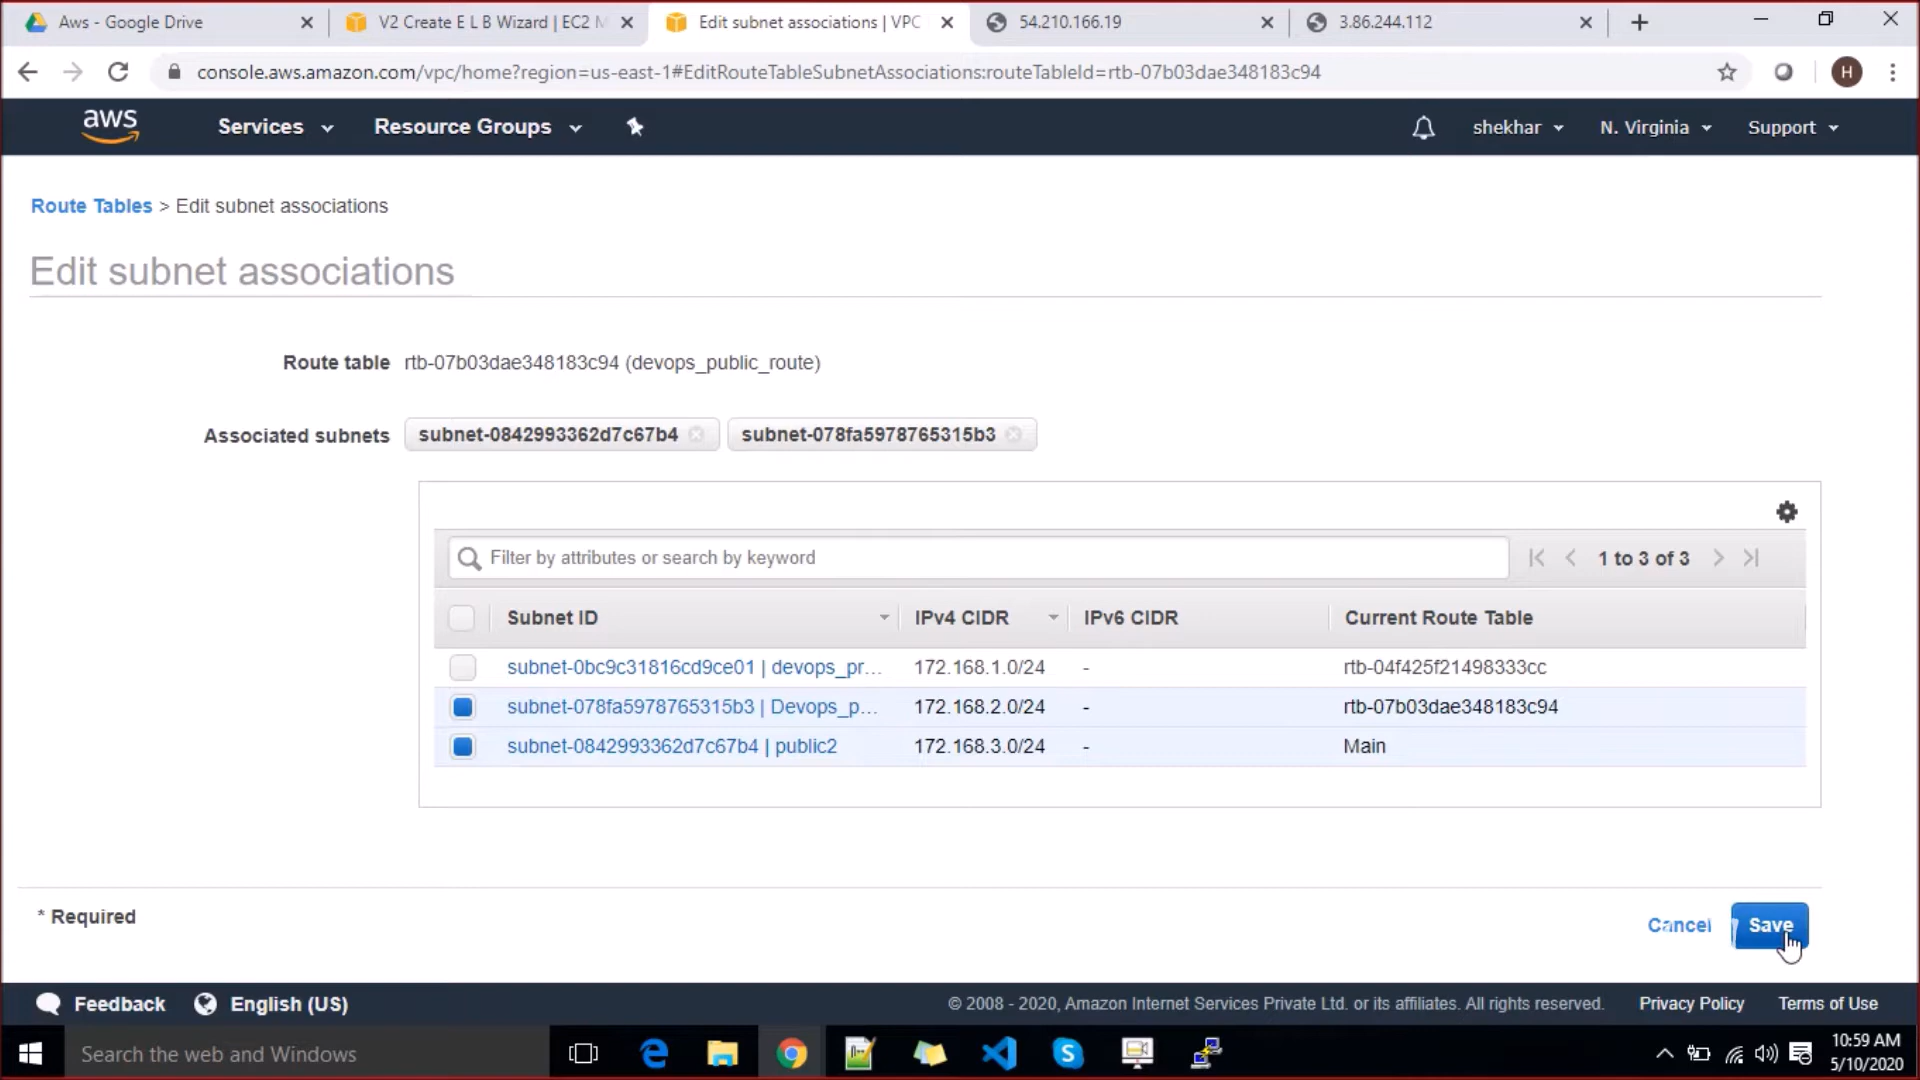 Aws - Google Drive
V2 Create E L B Wizard | EC2 M
Edit subnet associations | VPC
54.210.166.19
3.86.244.112
console.aws.amazon.com/vpc/home?region=us-east-1#EditRouteTableSubnetAssociations:routeTableId=rtb-07b03dae348183c94
H
aws
Services
Resource Groups
shekhar
N. Virginia
Support
Route Tables > Edit subnet associations
Edit subnet associations
Route table rtb-07b03dae348183c94 (devops_public_route)
Associated subnets subnet-0842993362d7c67b4 subnet-078fa5978765315b3
Filter by attributes or search by keyword
1 to 3 of 3
Subnet ID IPv4 CIDR IPv6 CIDR Current Route Table
subnet-0bc9c31816cd9ce01 | devops_pr... 172.168.1.0/24 - rtb-04f425f21498333cc
subnet-078fa5978765315b3 | Devops_p... 172.168.2.0/24 - rtb-07b03dae348183c94
subnet-0842993362d7c67b4 | public2 172.168.3.0/24 - Main
* Required
Cancel
Save
Feedback
English (US)
© 2008 - 2020, Amazon Internet Services Private Ltd. or its affiliates. All rights reserved.
Privacy Policy
Terms of Use
Search the web and Windows
10:59 AM
5/10/2020